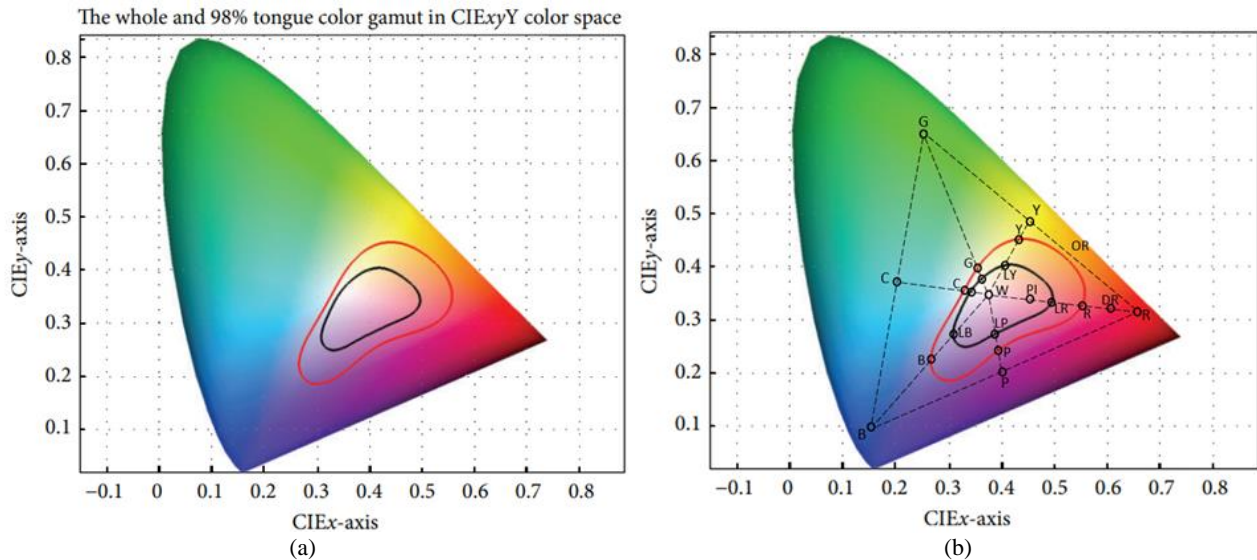 The whole and 98% tongue color gamut in CIExyY color space
0.8
0.7
0.6
0.5
0.4
0.3
0.2
0.1
CIEy-axis
−0.1 0 0.1 0.2 0.3 0.4 0.5 0.6 0.7 0.8
CIEx-axis
(a)
0.8
0.7
0.6
0.5
0.4
0.3
0.2
0.1
CIEy-axis
G
Y
Y
OR
G
LY
C
C
W
PI
LR
R
DR
R
LB
LP
B
P
P
B
−0.1 0 0.1 0.2 0.3 0.4 0.5 0.6 0.7 0.8
CIEx-axis
(b)